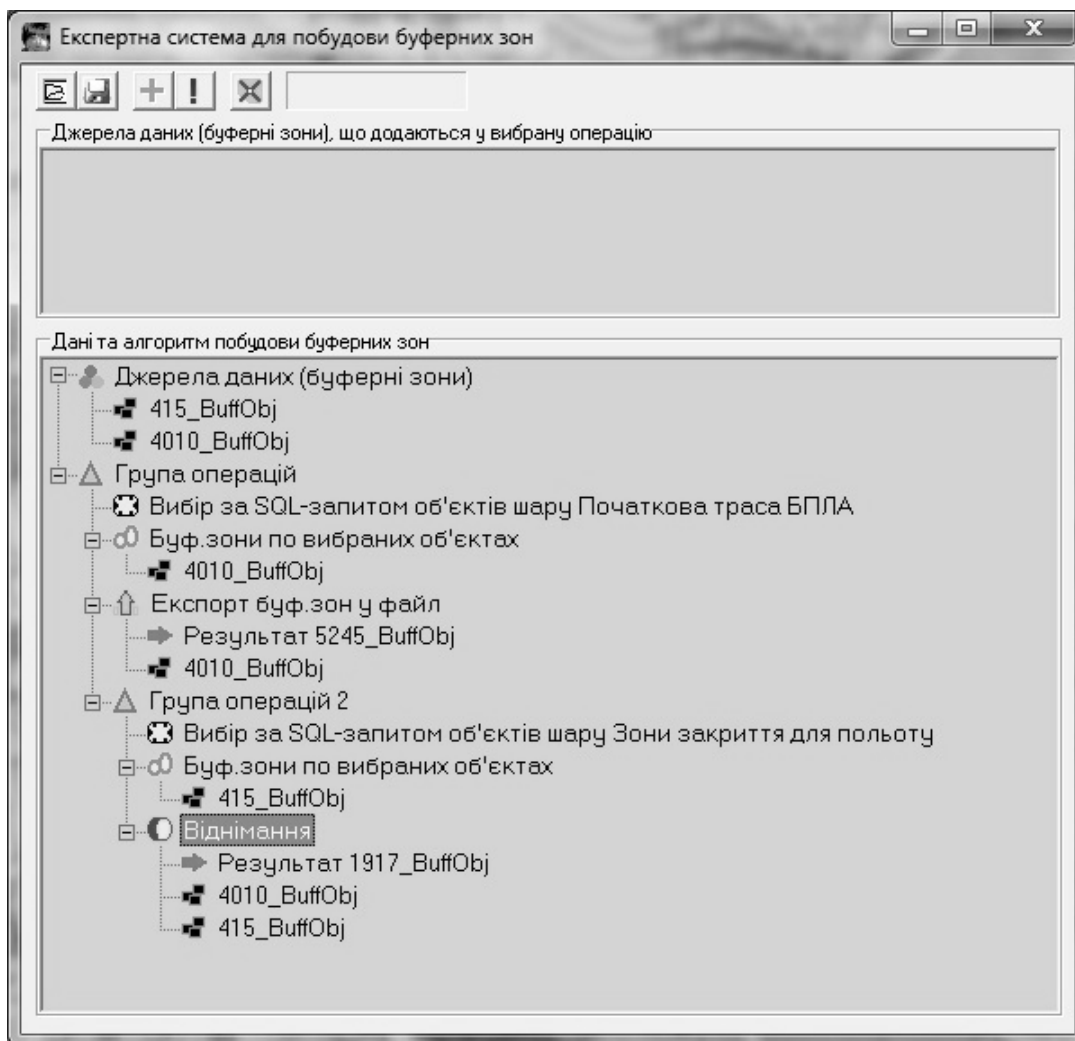 Експертна система для побудови буферних зон
Джерела даних (буферні зони), що додаються у вибрану операцію
Дані та алгоритм побудови буферних зон
Джерела даних (буферні зони)
415_BuffObj
4010_BuffObj
Група операцій
Вибір за SQL-запитом об'єктів шару Початкова траса БПЛА
Буф.зони по вибраних об'єктах
4010_BuffObj
Експорт буф.зон у файл
Результат 5245_BuffObj
4010_BuffObj
Група операцій 2
Вибір за SQL-запитом об'єктів шару Зони закриття для польоту
Буф.зони по вибраних об'єктах
415_BuffObj
Віднімання
Результат 1917_BuffObj
4010_BuffObj
415_BuffObj